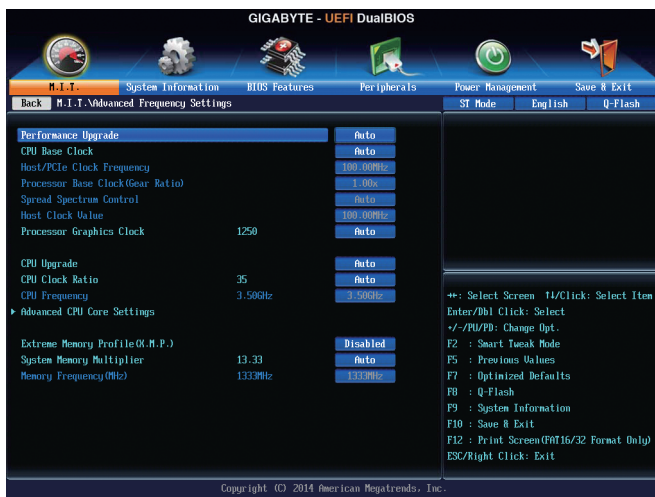 GIGABYTE - UEFI DualBIOS
M.I.T. System Information BIOS Features Peripherals Power Management Save & Exit
Back M.I.T.\Advanced Frequency Settings ST Mode English Q-Flash
Performance Upgrade Auto
CPU Base Clock Auto
Host/PCIe Clock Frequency 100.00MHz
Processor Base Clock(Gear Ratio) 1.00x
Spread Spectrum Control Auto
Host Clock Value 100.00MHz
Processor Graphics Clock 1250 Auto
CPU Upgrade Auto
CPU Clock Ratio 35 Auto
CPU Frequency 3.50GHz 3.50GHz
Advanced CPU Core Settings
Extreme Memory Profile(X.M.P.) Disabled
System Memory Multiplier 13.33 Auto
Memory Frequency(MHz) 1333MHz 1333MHz
→←: Select Screen ↑↓/Click: Select Item
Enter/Dbl Click: Select
+/-/PU/PD: Change Opt.
F2 : Smart Tweak Mode
F5 : Previous Values
F7 : Optimized Defaults
F8 : Q-Flash
F9 : System Information
F10 : Save & Exit
F12 : Print Screen(FAT16/32 Format Only)
ESC/Right Click: Exit
Copyright (C) 2014 American Megatrends, Inc.